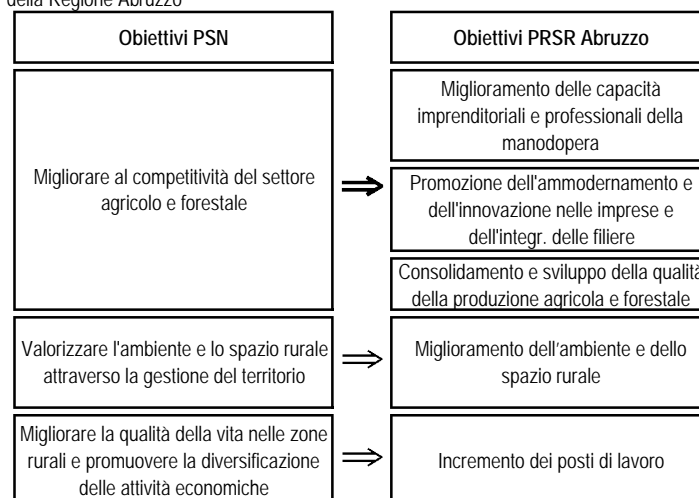 della Regione Abruzzo
Obiettivi PSN
Obiettivi PRSR Abruzzo
Migliorare al competitività del settore
agricolo e forestale
Miglioramento delle capacità
imprenditoriali e professionali della
manodopera
Promozione dell'ammodernamento e
dell'innovazione nelle imprese e
dell'integr. delle filiere
Consolidamento e sviluppo della qualità
della produzione agricola e forestale
Valorizzare l'ambiente e lo spazio rurale
attraverso la gestione del territorio
Miglioramento dell'ambiente e dello
spazio rurale
Migliorare la qualità della vita nelle zone
rurali e promuovere la diversificazione
delle attività economiche
Incremento dei posti di lavoro